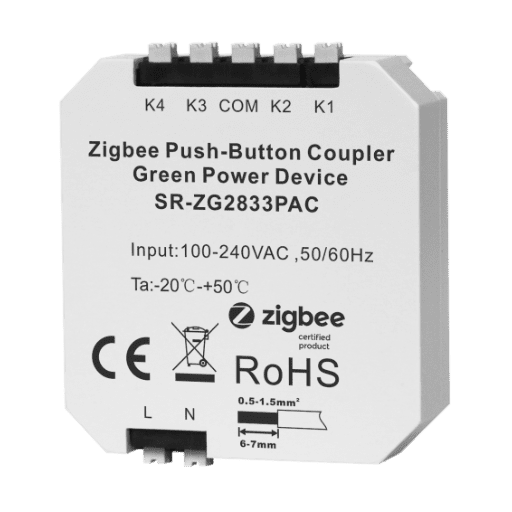 K4 K3 COM K2 K1
Zigbee Push-Button Coupler
Green Power Device
SR-ZG2833PAC
Input:100-240VAC ,50/60Hz
Ta:-20℃-+50℃
zigbee
certified
product
CE
RoHS
L N
0.5-1.5mm²
6-7mm